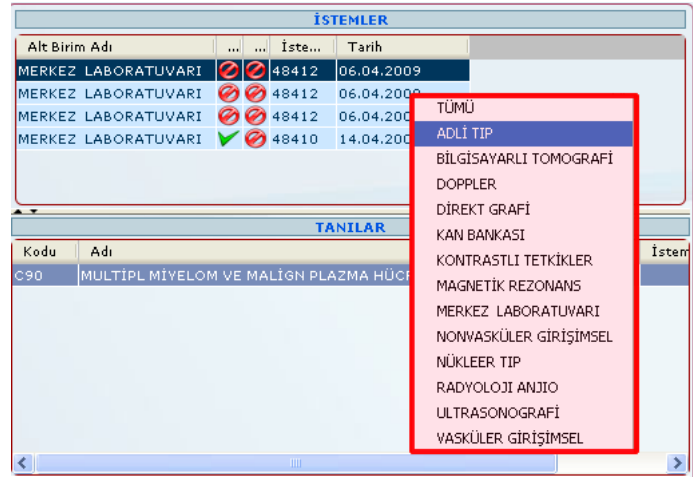 İSTEMLER
Alt Birim Adı ... ... İste... Tarih
MERKEZ LABORATUVARI 48412 06.04.2009
MERKEZ LABORATUVARI 48412 06.04.2009
MERKEZ LABORATUVARI 48412 06.04.200
MERKEZ LABORATUVARI 48410 14.04.200
TÜMÜ
ADLİ TIP
BİLGİSAYARLI TOMOGRAFİ
DOPPLER
DİREKT GRAFİ
KAN BANKASI
KONTRASTLI TETKİKLER
MAGNETİK REZONANS
MERKEZ LABORATUVARI
NONVASKÜLER GİRİŞİMSEL
NÜKLEER TIP
RADYOLOJI ANJIO
ULTRASONOGRAFİ
VASKÜLER GİRİŞİMSEL
TANILAR
Kodu Adı İstem
C90 MULTİPL MİYELOM VE MALİGN PLAZMA HÜC